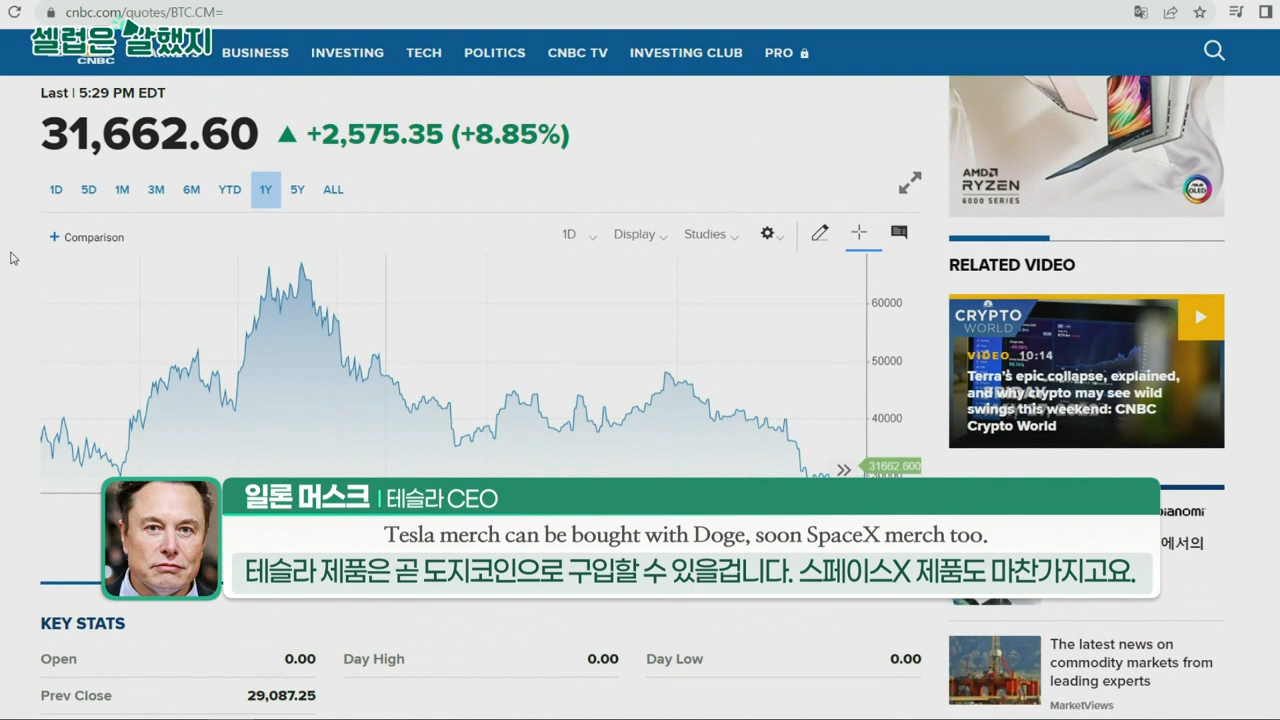 cnbc.com/quotes/BTC.CM=
셀럽은 알했지
CNBC
MARKETS BUSINESS INVESTING TECH POLITICS CNBC TV INVESTING CLUB PRO
Last | 5:29 PM EDT
31,662.60 ▲ +2,575.35 (+8.85%)
1D 5D 1M 3M 6M YTD 1Y 5Y ALL
+ Comparison
1D Display Studies
60000
50000
40000
31662.600
AMD
RYZEN
6000 SERIES
ASUS
OLED
RELATED VIDEO
CRYPTO
WORLD
VIDEO 10:14
Terra's epic collapse, explained,
and why crypto may see wild
swings this weekend: CNBC
Crypto World
일론 머스크 | 테슬라 CEO
Tesla merch can be bought with Doge, soon SpaceX merch too.
테슬라 제품은 곧 도지코인으로 구입할 수 있을겁니다. 스페이스X 제품도 마찬가지고요.
에서의
KEY STATS
Open 0.00
Day High 0.00
Day Low 0.00
Prev Close 29,087.25
The latest news on
commodity markets from
leading experts
MarketViews